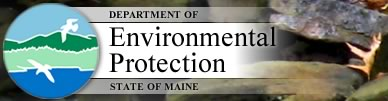 DEPARTMENT OF
Environmental
Protection
STATE OF MAINE